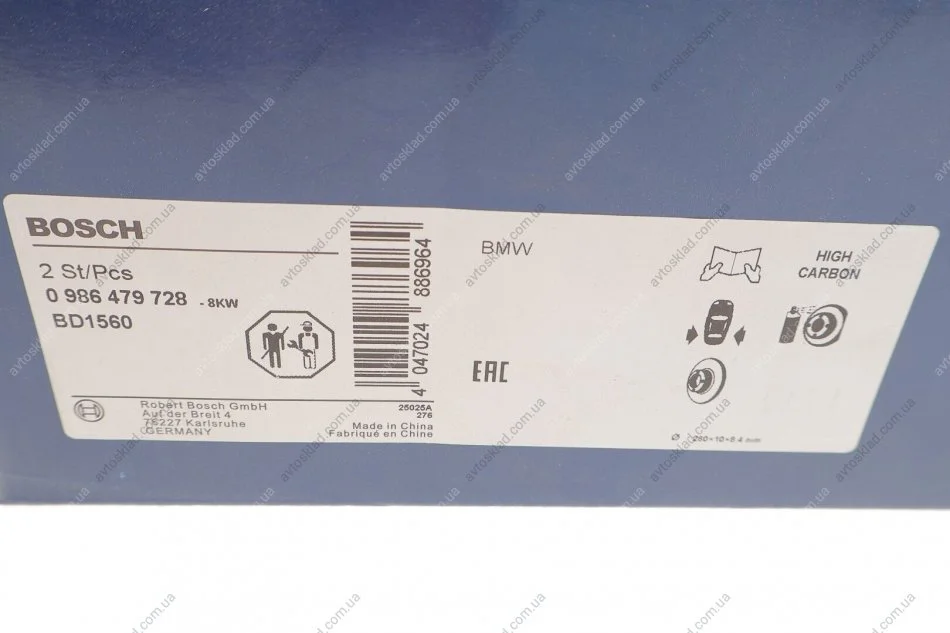 BOSCH
2 St/Pcs
0 986 479 728 - 8KW
BD1560
Robert Bosch GmbH
Auf der Breit 4
76227 Karlsruhe
GERMANY
25025A
276
Made in China
Fabriqué en Chine
4 047024 886964
BMW
EAC
HIGH
CARBON
avtosklad.com.ua